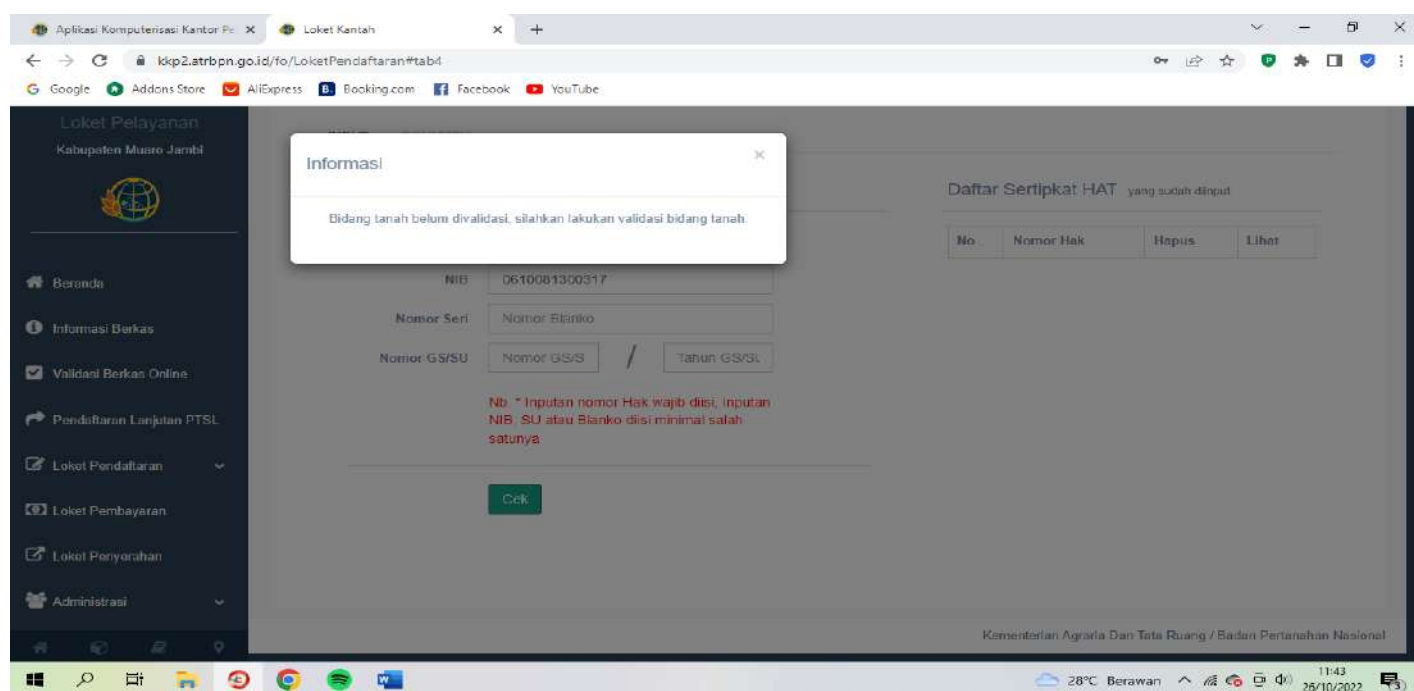 Aplikasi Komputerisasi Kantor Pe
Loket Kantah
kkp2.atrbpn.go.id/fo/LoketPendaftaran#tab4
Google
Addons Store
AliExpress
Booking.com
Facebook
YouTube
Loket Pelayanan
Kabupaten Muaro Jambi
Beranda
Informasi Berkas
Validasi Berkas Online
Pendaftaran Lanjutan PTSL
Loket Pendaftaran
Loket Pembayaran
Loket Penyerahan
Administrasi
Informasi
Bidang tanah belum divalidasi, silahkan lakukan validasi bidang tanah.
NIB 0610081300317
Nomor Seri Nomor Blanko
Nomor GS/SU Nomor GS/S / Tahun GS/SU
Nb. * Inputan nomor Hak wajib diisi, Inputan
NIB, SU atau Blanko diisi minimal salah
satunya
Cek
Daftar Sertipkat HAT yang sudah diinput
No Nomor Hak Hapus Lihat
Kementerian Agraria Dan Tata Ruang / Badan Pertanahan Nasional
28°C Berawan
11:43
26/10/2022